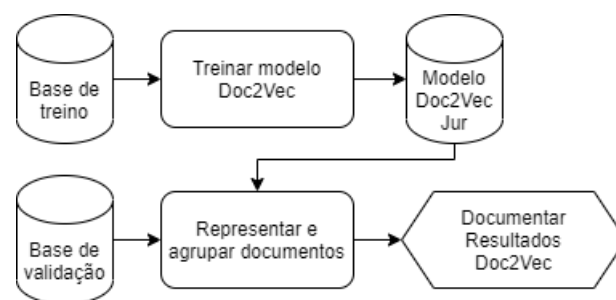 Base de
treino
Treinar modelo
Doc2Vec
Modelo
Doc2Vec
Jur
Base de
validação
Representar e
agrupar documentos
Documentar
Resultados
Doc2Vec